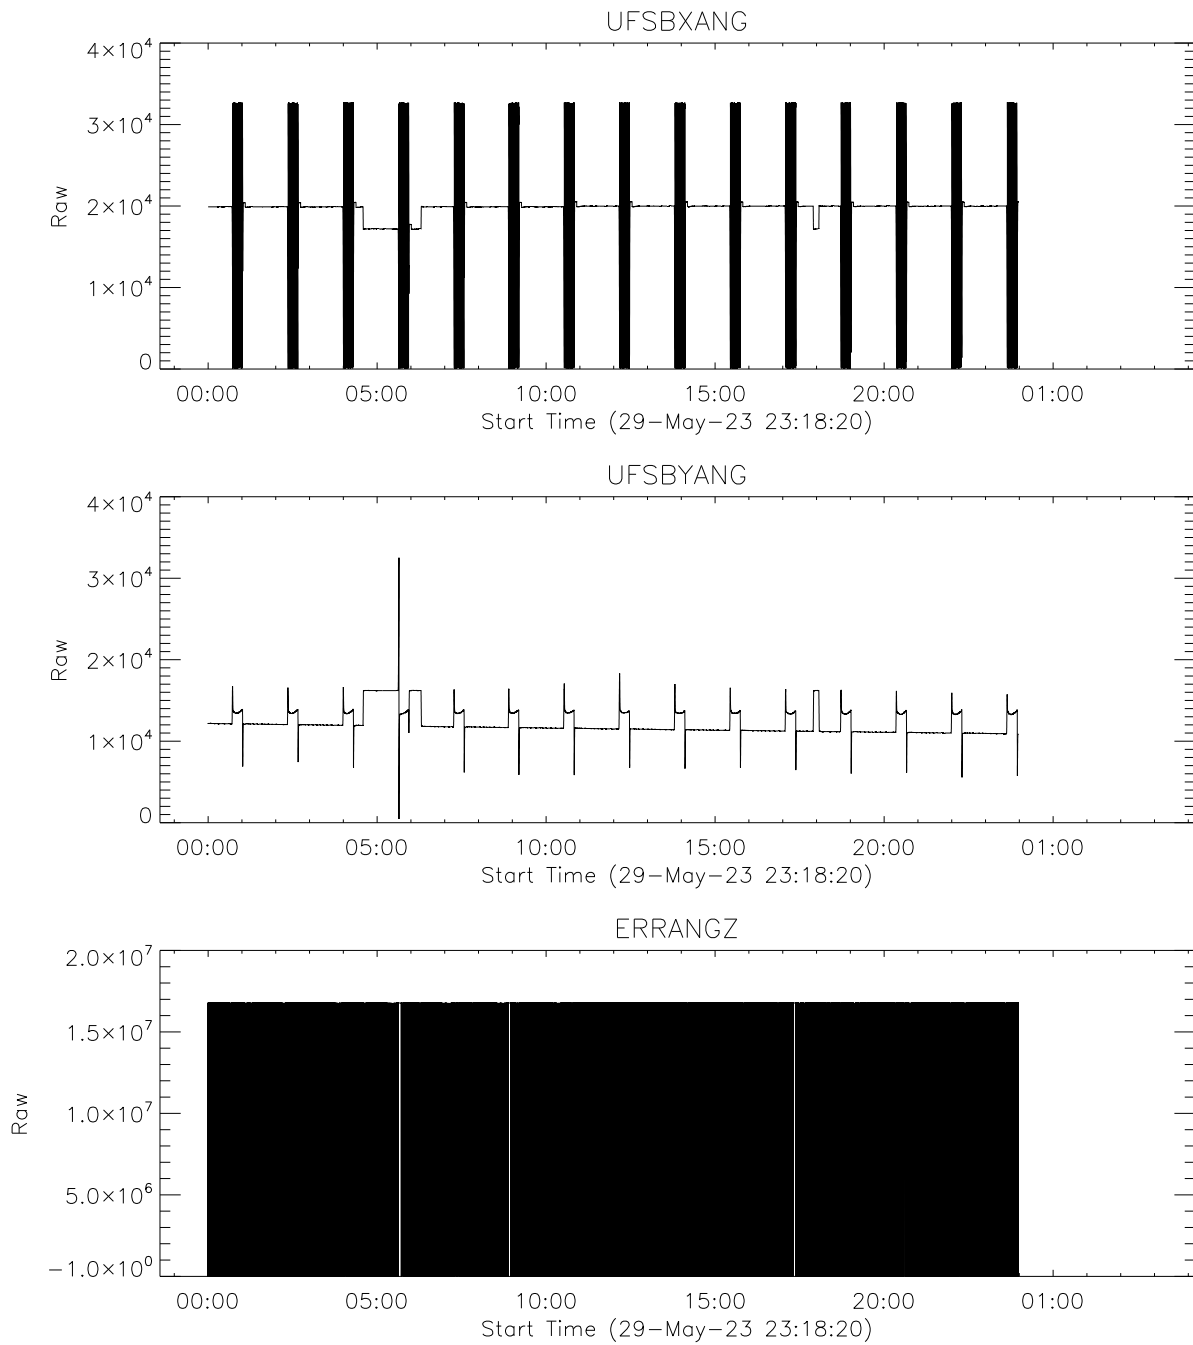 UFSBXANG
4×10⁴
3×10⁴
2×10⁴
1×10⁴
0
Raw
00:00 05:00 10:00 15:00 20:00 01:00
Start Time (29-May-23 23:18:20)
UFSBYANG
4×10⁴
3×10⁴
2×10⁴
1×10⁴
0
Raw
00:00 05:00 10:00 15:00 20:00 01:00
Start Time (29-May-23 23:18:20)
ERRANGZ
2.0×10⁷
1.5×10⁷
1.0×10⁷
5.0×10⁶
-1.0×10⁰
Raw
00:00 05:00 10:00 15:00 20:00 01:00
Start Time (29-May-23 23:18:20)